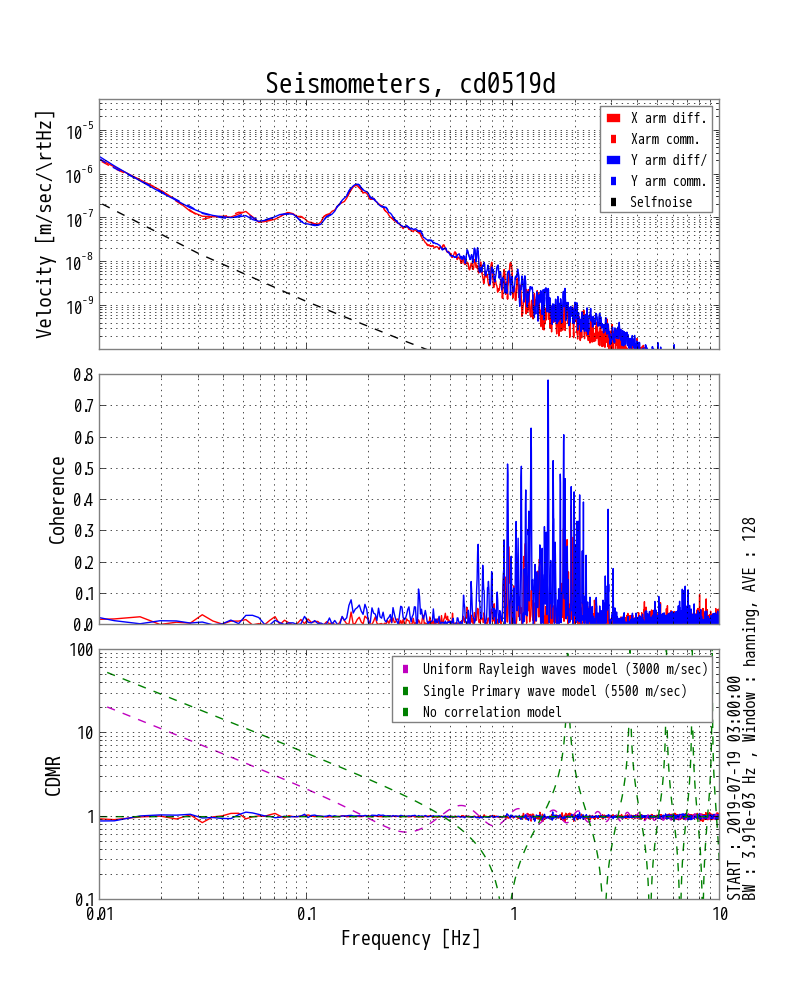 Seismometers, cd0519d
Velocity [m/sec/\rtHz]
10^-5
10^-6
10^-7
10^-8
10^-9
X arm diff.
Xarm comm.
Y arm diff/
Y arm comm.
Selfnoise
Coherence
0.8
0.7
0.6
0.5
0.4
0.3
0.2
0.1
0.0
CDMR
100
10
1
0.1
Uniform Rayleigh waves model (3000 m/sec)
Single Primary wave model (5500 m/sec)
No correlation model
0.01
0.1
1
10
Frequency [Hz]
START : 2019-07-19 03:00:00
BW : 3.91e-03 Hz , Window : hanning, AVE : 128